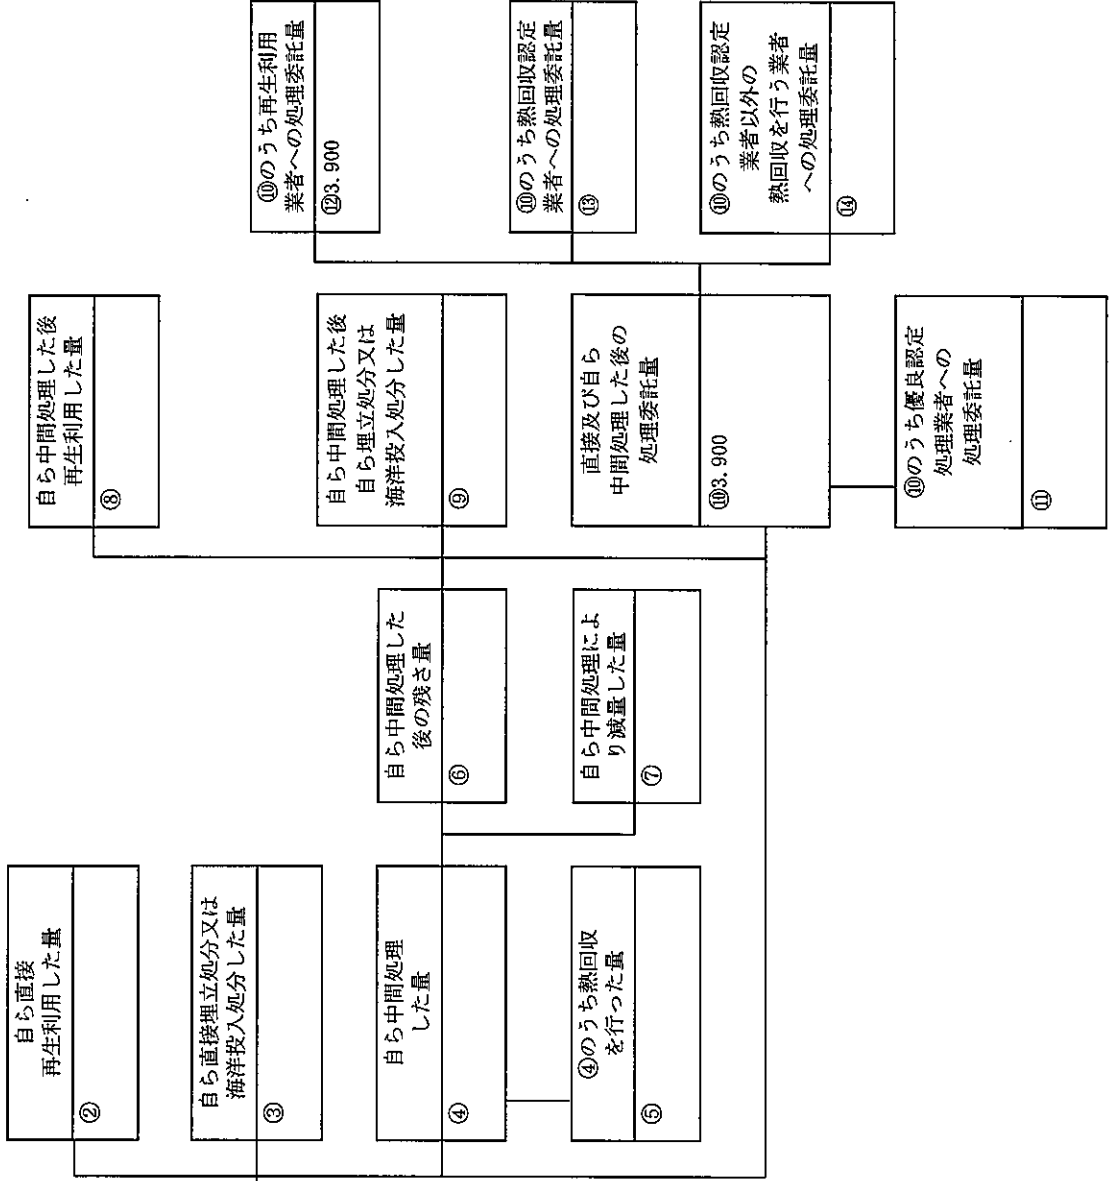 自ら直接
再生利用した量
②
自ら直接埋立処分又は
海洋投入処分した量
③
自ら中間処理
した量
④
④のうち熱回収
を行った量
⑤
自ら中間処理した
後の残さ量
⑥
自ら中間処理によ
り減量した量
⑦
自ら中間処理した後
再生利用した量
⑧
自ら中間処理した後
自ら埋立処分又は
海洋投入処分した量
⑨
直接及び自ら
中間処理した後の
処理委託量
⑩3.900
⑩のうち優良認定
処理業者への
処理委託量
⑪
⑩のうち再生利用
業者への処理委託量
⑫3.900
⑩のうち熱回収認定
業者への処理委託量
⑬
⑩のうち熱回収認定
業者以外の
熱回収を行う業者
への処理委託量
⑭